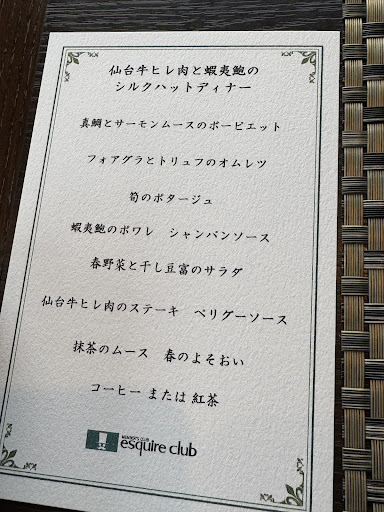 仙台牛ヒレ肉と蝦夷鮑の
シルクハットディナー
真鯛とサーモンムースのポーピエット
フォアグラとトリュフのオムレツ
筍のポタージュ
蝦夷鮑のポワレ　シャンパンソース
春野菜と干し豆富のサラダ
仙台牛ヒレ肉のステーキ　ペリグーソース
抹茶のムース　春のよそおい
コーヒー または 紅茶
MEMBER'S CLUB
esquire club